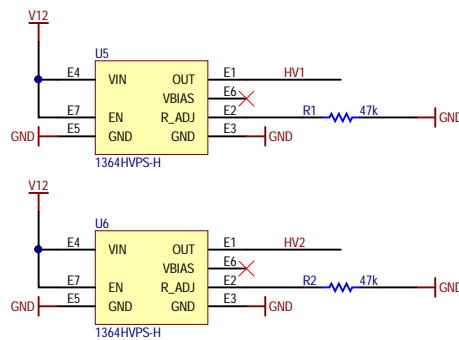 V12
U5
E4 VIN OUT E1 HV1
VBIAS E6
E7 EN R_ADJ E2 R1 47k GND
GND E5 GND GND E3 GND
1364HVPS-H
V12
U6
E4 VIN OUT E1 HV2
VBIAS E6
E7 EN R_ADJ E2 R2 47k GND
GND E5 GND GND E3 GND
1364HVPS-H